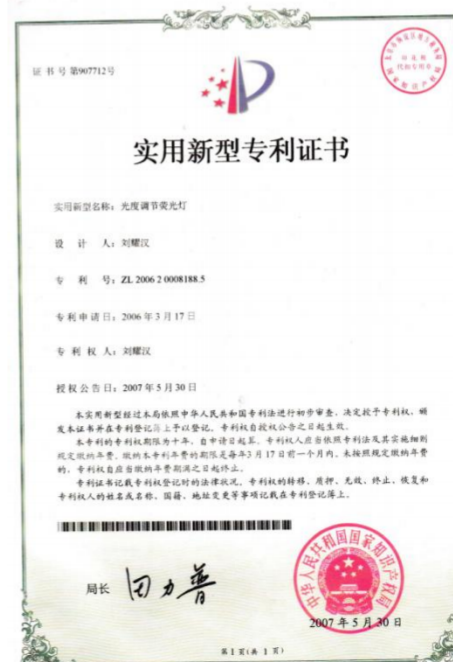 证书号第907712号
实用新型专利证书
实用新型名称：光度调节荧光灯
设计人：刘耀汉
专利号：ZL 2006 2 0008188.5
专利申请日：2006年3月17日
专利权人：刘耀汉
授权公告日：2007年5月30日
本实用新型经过本局依照中华人民共和国专利法进行初步审查，决定授予专利权，颁
发本证书并在专利登记簿上予以登记。专利权自授权公告之日起生效。
本专利的专利权期限为十年，自申请日起算。专利权人应当依照专利法及其实施细则
规定缴纳年费。缴纳本专利年费的期限是每年3月17日前一个月内。未按照规定缴纳年费
的，专利权自应当缴纳年费期满之日起终止。
专利证书记载专利权登记时的法律状况。专利权的转移、质押、无效、终止、恢复和
专利权人的姓名或名称、国籍、地址变更等事项记载在专利登记簿上。
局长
田力普
中华人民共和国国家知识产权局
2007年5月30日
第1页(共1页)